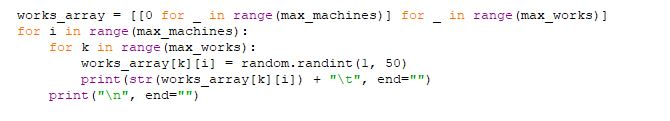 works_array = [[0 for _ in range(max_machines)] for _ in range(max_works)]
for i in range(max_machines):
    for k in range(max_works):
        works_array[k][i] = random.randint(1, 50)
        print(str(works_array[k][i]) + "\t", end="")
    print("\n", end="")